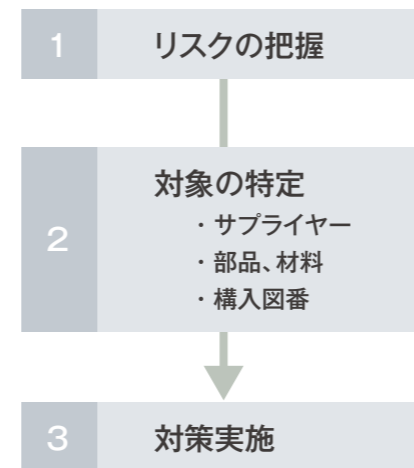 1 リスクの把握
2 対象の特定
・サプライヤー
・部品、材料
・構入図番
3 対策実施